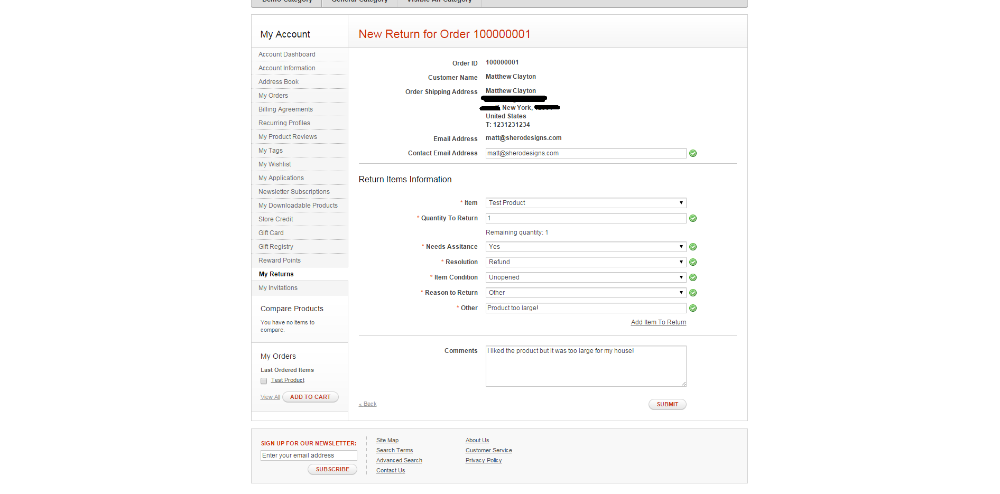 Demo Category
General Category
Visible All Category
My Account
Account Dashboard
Account Information
Address Book
My Orders
Billing Agreements
Recurring Profiles
My Product Reviews
My Tags
My Wishlist
My Applications
Newsletter Subscriptions
My Downloadable Products
Store Credit
Gift Card
Gift Registry
Reward Points
My Returns
My Invitations
Compare Products
You have no items to
compare.
My Orders
Last Ordered Items
Test Product
View All ADD TO CART
New Return for Order 100000001
Order ID 100000001
Customer Name Matthew Clayton
Order Shipping Address Matthew Clayton
New York,
United States
T: 1231231234
Email Address matt@sherodesigns.com
Contact Email Address matt@sherodesigns.com
Return Items Information
* Item Test Product
* Quantity To Return 1
Remaining quantity: 1
* Needs Assitance Yes
* Resolution Refund
* Item Condition Unopened
* Reason to Return Other
* Other Product too large!
Add Item To Return
Comments I liked the product but it was too large for my house!
« Back
SUBMIT
SIGN UP FOR OUR NEWSLETTER:
Enter your email address
SUBSCRIBE
Site Map
Search Terms
Advanced Search
Contact Us
About Us
Customer Service
Privacy Policy